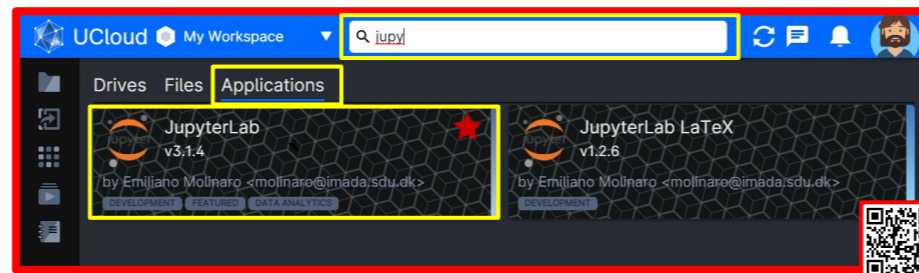 UCloud My Workspace jupy
Drives Files Applications
JupyterLab
v3.1.4
by Emiliano Molinaro <molinaro@imada.sdu.dk>
DEVELOPMENT FEATURED DATA ANALYTICS
JupyterLab LaTeX
v1.2.6
by Emiliano Molinaro <molinaro@imada.sdu.dk>
DEVELOPMENT